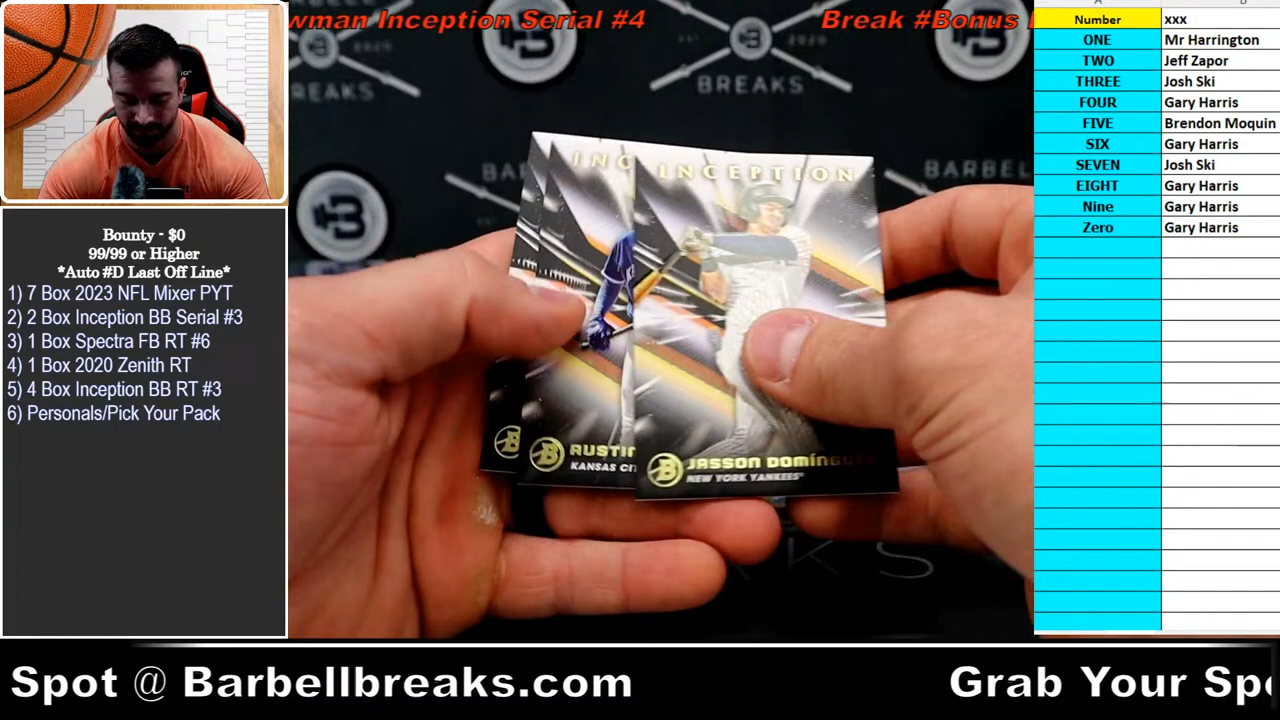 wman Inception Serial #4
Break #Bonus
BREAKS
BARBELL
INCEPTION
INC
RUSTIN
KANSAS CIT
JASSON DOMÍNGUEZ
NEW YORK YANKEES
Bounty - $0
99/99 or Higher
*Auto #D Last Off Line*
1) 7 Box 2023 NFL Mixer PYT
2) 2 Box Inception BB Serial #3
3) 1 Box Spectra FB RT #6
4) 1 Box 2020 Zenith RT
5) 4 Box Inception BB RT #3
6) Personals/Pick Your Pack
Number xxx
ONE Mr Harrington
TWO Jeff Zapor
THREE Josh Ski
FOUR Gary Harris
FIVE Brendon Moquin
SIX Gary Harris
SEVEN Josh Ski
EIGHT Gary Harris
Nine Gary Harris
Zero Gary Harris
Spot @ Barbellbreaks.com
Grab Your Spo